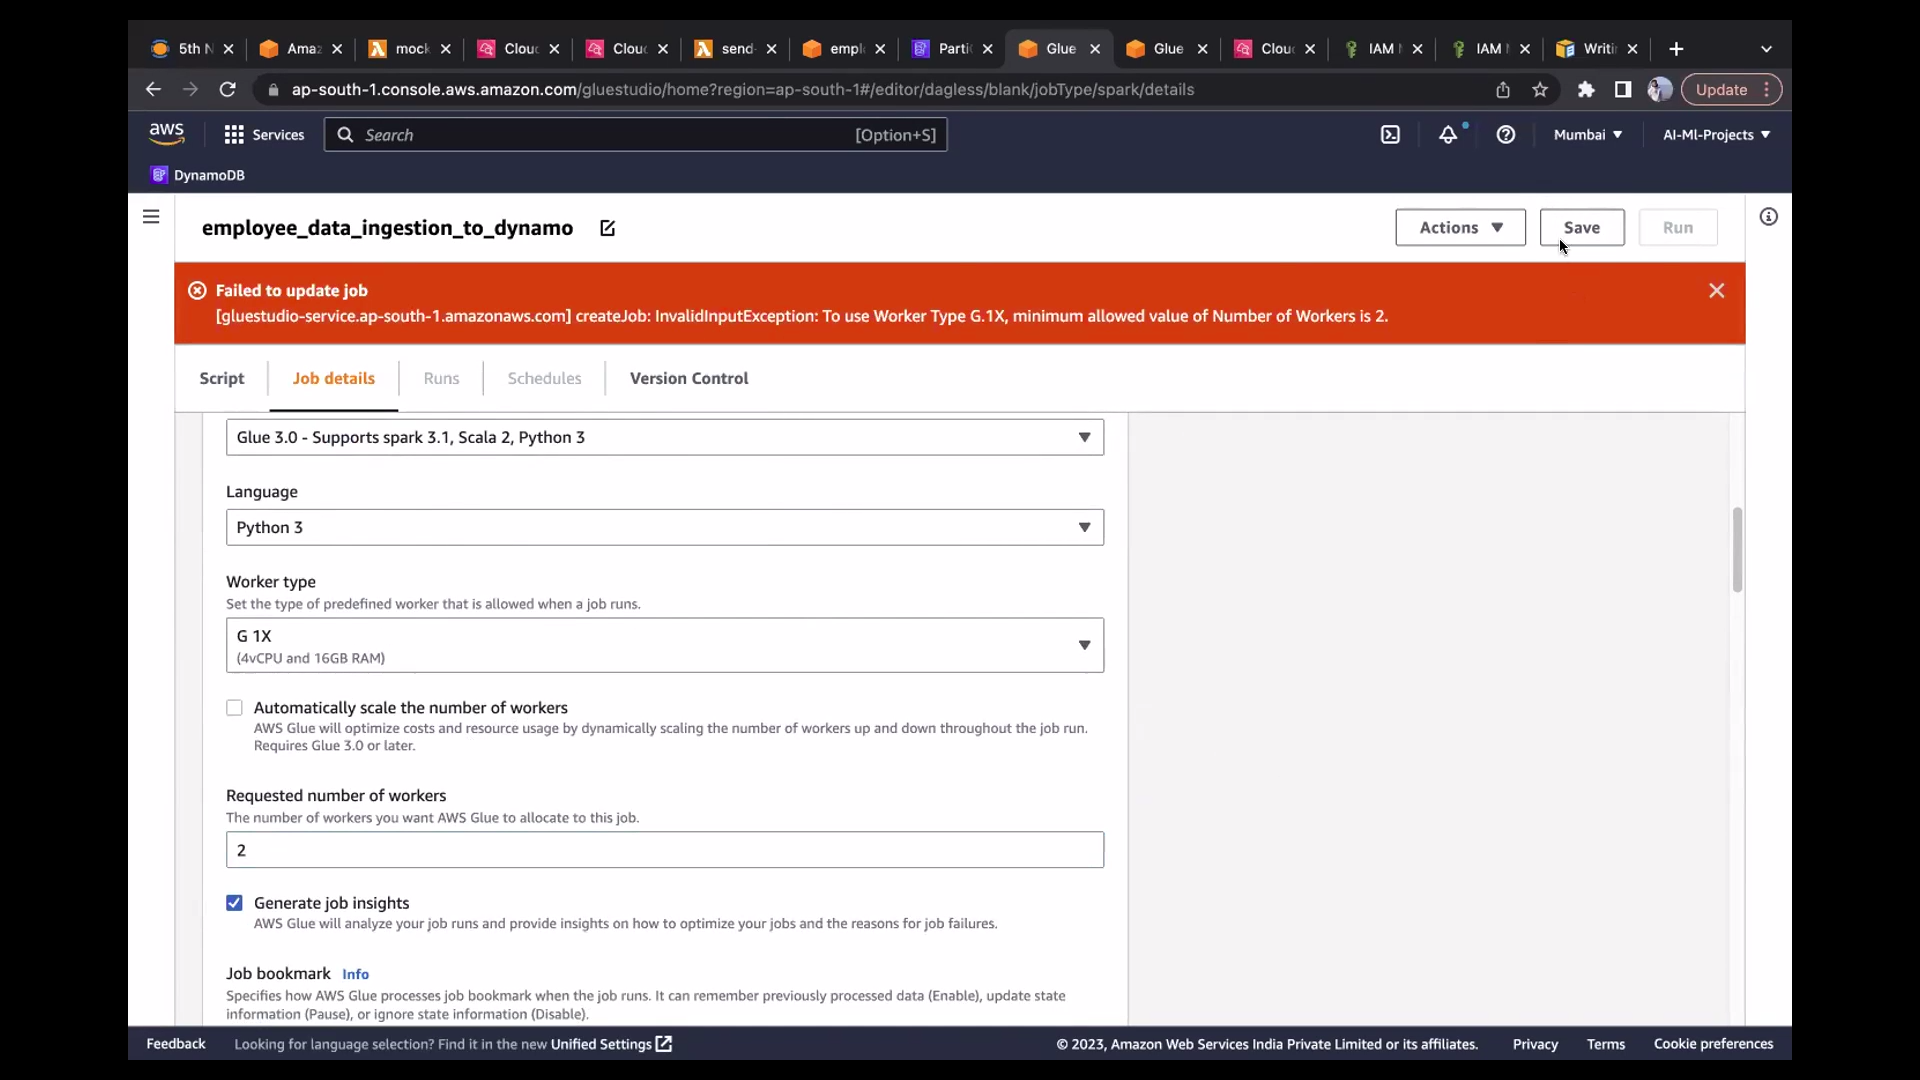 5th N
Ama:
mock
Clou
Clou
send-
empl
Parti
Glue
Glue
Clou
IAM
IAM
Writi
ap-south-1.console.aws.amazon.com/gluestudio/home?region=ap-south-1#/editor/dagless/blank/jobType/spark/details
Update
aws
Services
Search
[Option+S]
Mumbai
AI-Ml-Projects
DynamoDB
employee_data_ingestion_to_dynamo
Actions
Save
Run
Failed to update job
[gluestudio-service.ap-south-1.amazonaws.com] createJob: InvalidInputException: To use Worker Type G.1X, minimum allowed value of Number of Workers is 2.
Script
Job details
Runs
Schedules
Version Control
Glue 3.0 - Supports spark 3.1, Scala 2, Python 3
Language
Python 3
Worker type
Set the type of predefined worker that is allowed when a job runs.
G 1X
(4vCPU and 16GB RAM)
Automatically scale the number of workers
AWS Glue will optimize costs and resource usage by dynamically scaling the number of workers up and down throughout the job run.
Requires Glue 3.0 or later.
Requested number of workers
The number of workers you want AWS Glue to allocate to this job.
2
Generate job insights
AWS Glue will analyze your job runs and provide insights on how to optimize your jobs and the reasons for job failures.
Job bookmark Info
Specifies how AWS Glue processes job bookmark when the job runs. It can remember previously processed data (Enable), update state
information (Pause), or ignore state information (Disable).
Feedback
Looking for language selection? Find it in the new Unified Settings
© 2023, Amazon Web Services India Private Limited or its affiliates.
Privacy
Terms
Cookie preferences